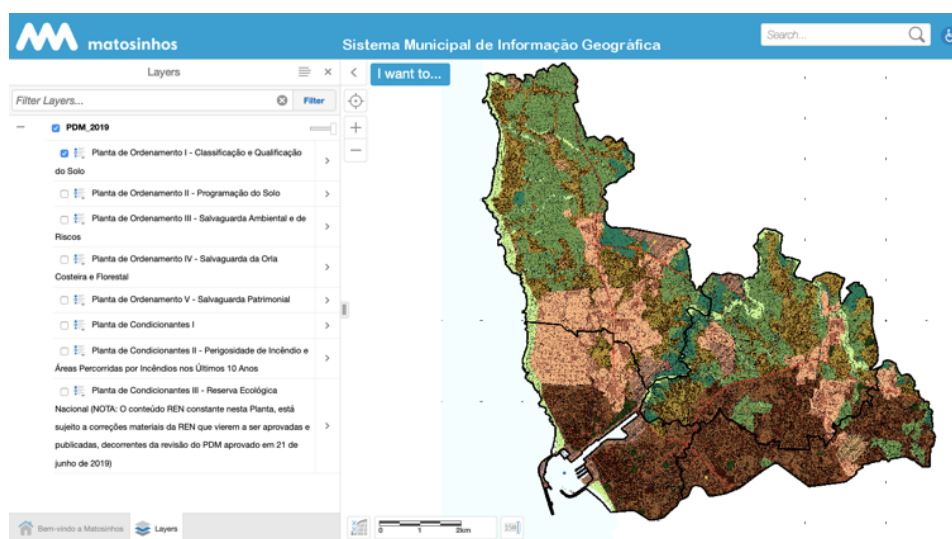 matosinhos
Sistema Municipal de Informação Geográfica
Search...
Layers
I want to...
Filter Layers...
Filter
PDM_2019
Planta de Ordenamento I - Classificação e Qualificação
do Solo
Planta de Ordenamento II - Programação do Solo
Planta de Ordenamento III - Salvaguarda Ambiental e de
Riscos
Planta de Ordenamento IV - Salvaguarda da Orla
Costeira e Florestal
Planta de Ordenamento V - Salvaguarda Patrimonial
Planta de Condicionantes I
Planta de Condicionantes II - Perigosidade de Incêndio e
Áreas Percorridas por Incêndios nos Últimos 10 Anos
Planta de Condicionantes III - Reserva Ecológica
Nacional (NOTA: O conteúdo REN constante nesta Planta, está
sujeito a correções materiais da REN que vierem a ser aprovadas e
publicadas, decorrentes da revisão do PDM aprovado em 21 de
junho de 2019)
Bem-vindo a Matosinhos
Layers
0 1 2km